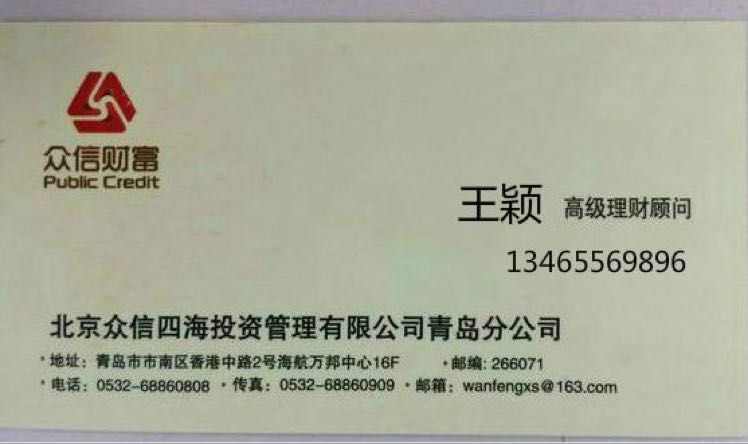 众信财富
Public Credit
王颖 高级理财顾问
13465569896
北京众信四海投资管理有限公司青岛分公司
·地址：青岛市市南区香港中路2号海航万邦中心16F ·邮编: 266071
·电话：0532-68860808 ·传真：0532-68860909 ·邮箱：wanfengxs@163.com